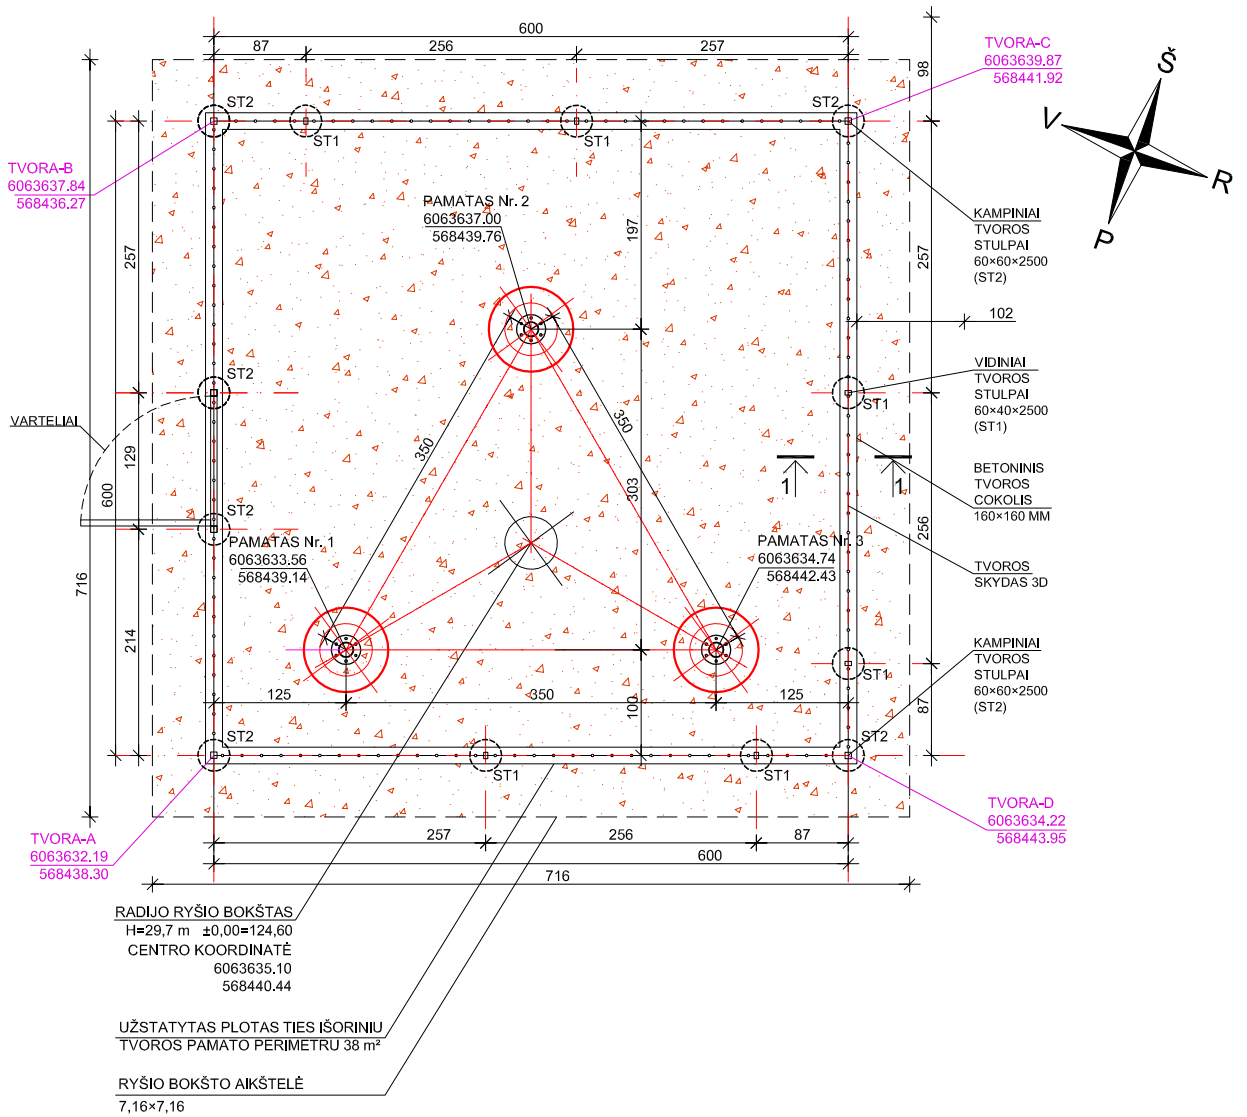 600
87
256
257
98
TVORA-C
6063639.87
568441.92
Š
V
R
P
ST2
ST1
ST1
ST2
TVORA-B
6063637.84
568436.27
PAMATAS Nr. 2
6063637.00
568439.76
197
257
257
KAMPINIAI
TVOROS
STULPAI
60×60×2500
(ST2)
102
VIDINIAI
TVOROS
STULPAI
60×40×2500
(ST1)
ST2
ST1
VARTELIAI
129
350
350
303
1
1
BETONINIS
TVOROS
COKOLIS
160×160 MM
600
716
ST2
256
PAMATAS Nr. 1
6063633.56
568439.14
PAMATAS Nr. 3
6063634.74
568442.43
TVOROS
SKYDAS 3D
214
ST1
KAMPINIAI
TVOROS
STULPAI
60×60×2500
(ST2)
125
350
125
100
87
ST2
ST1
ST1
ST2
TVORA-A
6063632.19
568438.30
TVORA-D
6063634.22
568443.95
257
256
87
600
716
RADIJO RYŠIO BOKŠTAS
H=29,7 m ±0,00=124,60
CENTRO KOORDINATĖ
6063635.10
568440.44
UŽSTATYTAS PLOTAS TIES IŠORINIU
TVOROS PAMATO PERIMETRU 38 m²
RYŠIO BOKŠTO AIKŠTELĖ
7,16×7,16